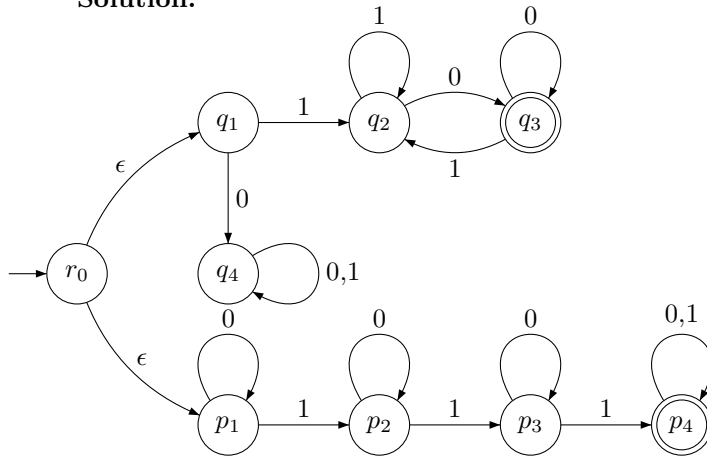 Solution:
1 0
q1 1 q2 0 q3
1
ϵ
0
r0 q4 0,1
0 0 0 0,1
ϵ
p1 1 p2 1 p3 1 p4